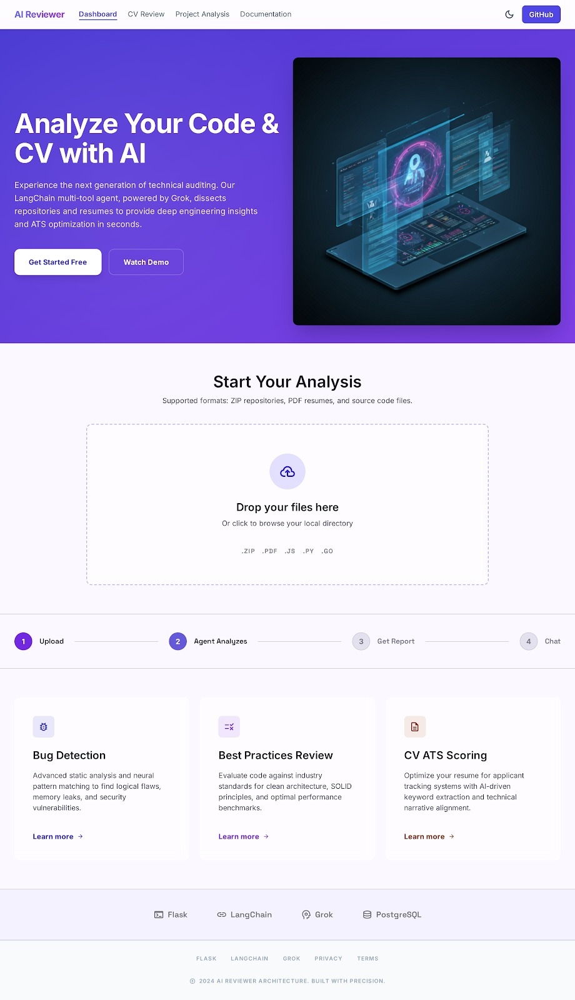 AI Reviewer
Dashboard
CV Review
Project Analysis
Documentation
GitHub
Analyze Your Code &
CV with AI
Experience the next generation of technical auditing. Our
LangChain multi-tool agent, powered by Grok, dissects
repositories and resumes to provide deep engineering insights
and ATS optimization in seconds.
Get Started Free
Watch Demo
Start Your Analysis
Supported formats: ZIP repositories, PDF resumes, and source code files.
Drop your files here
Or click to browse your local directory
.ZIP .PDF .JS .PY .GO
1 Upload
2 Agent Analyzes
3 Get Report
4 Chat
Bug Detection
Advanced static analysis and neural
pattern matching to find logical flaws,
memory leaks, and security
vulnerabilities.
Learn more →
Best Practices Review
Evaluate code against industry
standards for clean architecture, SOLID
principles, and optimal performance
benchmarks.
Learn more →
CV ATS Scoring
Optimize your resume for applicant
tracking systems with AI-driven
keyword extraction and technical
narrative alignment.
Learn more →
Flask
LangChain
Grok
PostgreSQL
FLASK
LANGCHAIN
GROK
PRIVACY
TERMS
© 2024 AI REVIEWER ARCHITECTURE. BUILT WITH PRECISION.